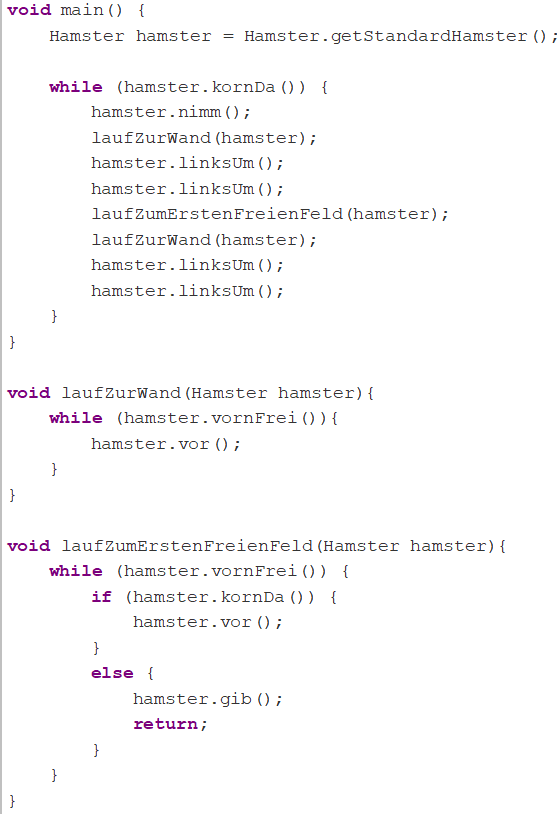 void main() {
    Hamster hamster = Hamster.getStandardHamster();

    while (hamster.kornDa()) {
        hamster.nimm();
        laufZurWand(hamster);
        hamster.linksUm();
        hamster.linksUm();
        laufZumErstenFreienFeld(hamster);
        laufZurWand(hamster);
        hamster.linksUm();
        hamster.linksUm();
    }
}

void laufZurWand(Hamster hamster){
    while (hamster.vornFrei()){
        hamster.vor();
    }
}

void laufZumErstenFreienFeld(Hamster hamster){
    while (hamster.vornFrei()) {
        if (hamster.kornDa()) {
            hamster.vor();
        }
        else {
            hamster.gib();
            return;
        }
    }
}